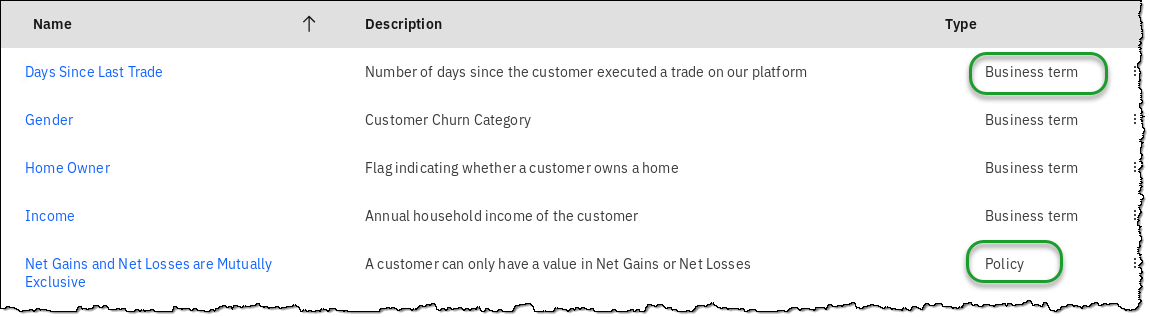 Name Description Type
Days Since Last Trade Number of days since the customer executed a trade on our platform Business term
Gender Customer Churn Category Business term
Home Owner Flag indicating whether a customer owns a home Business term
Income Annual household income of the customer Business term
Net Gains and Net Losses are Mutually A customer can only have a value in Net Gains or Net Losses Policy
Exclusive